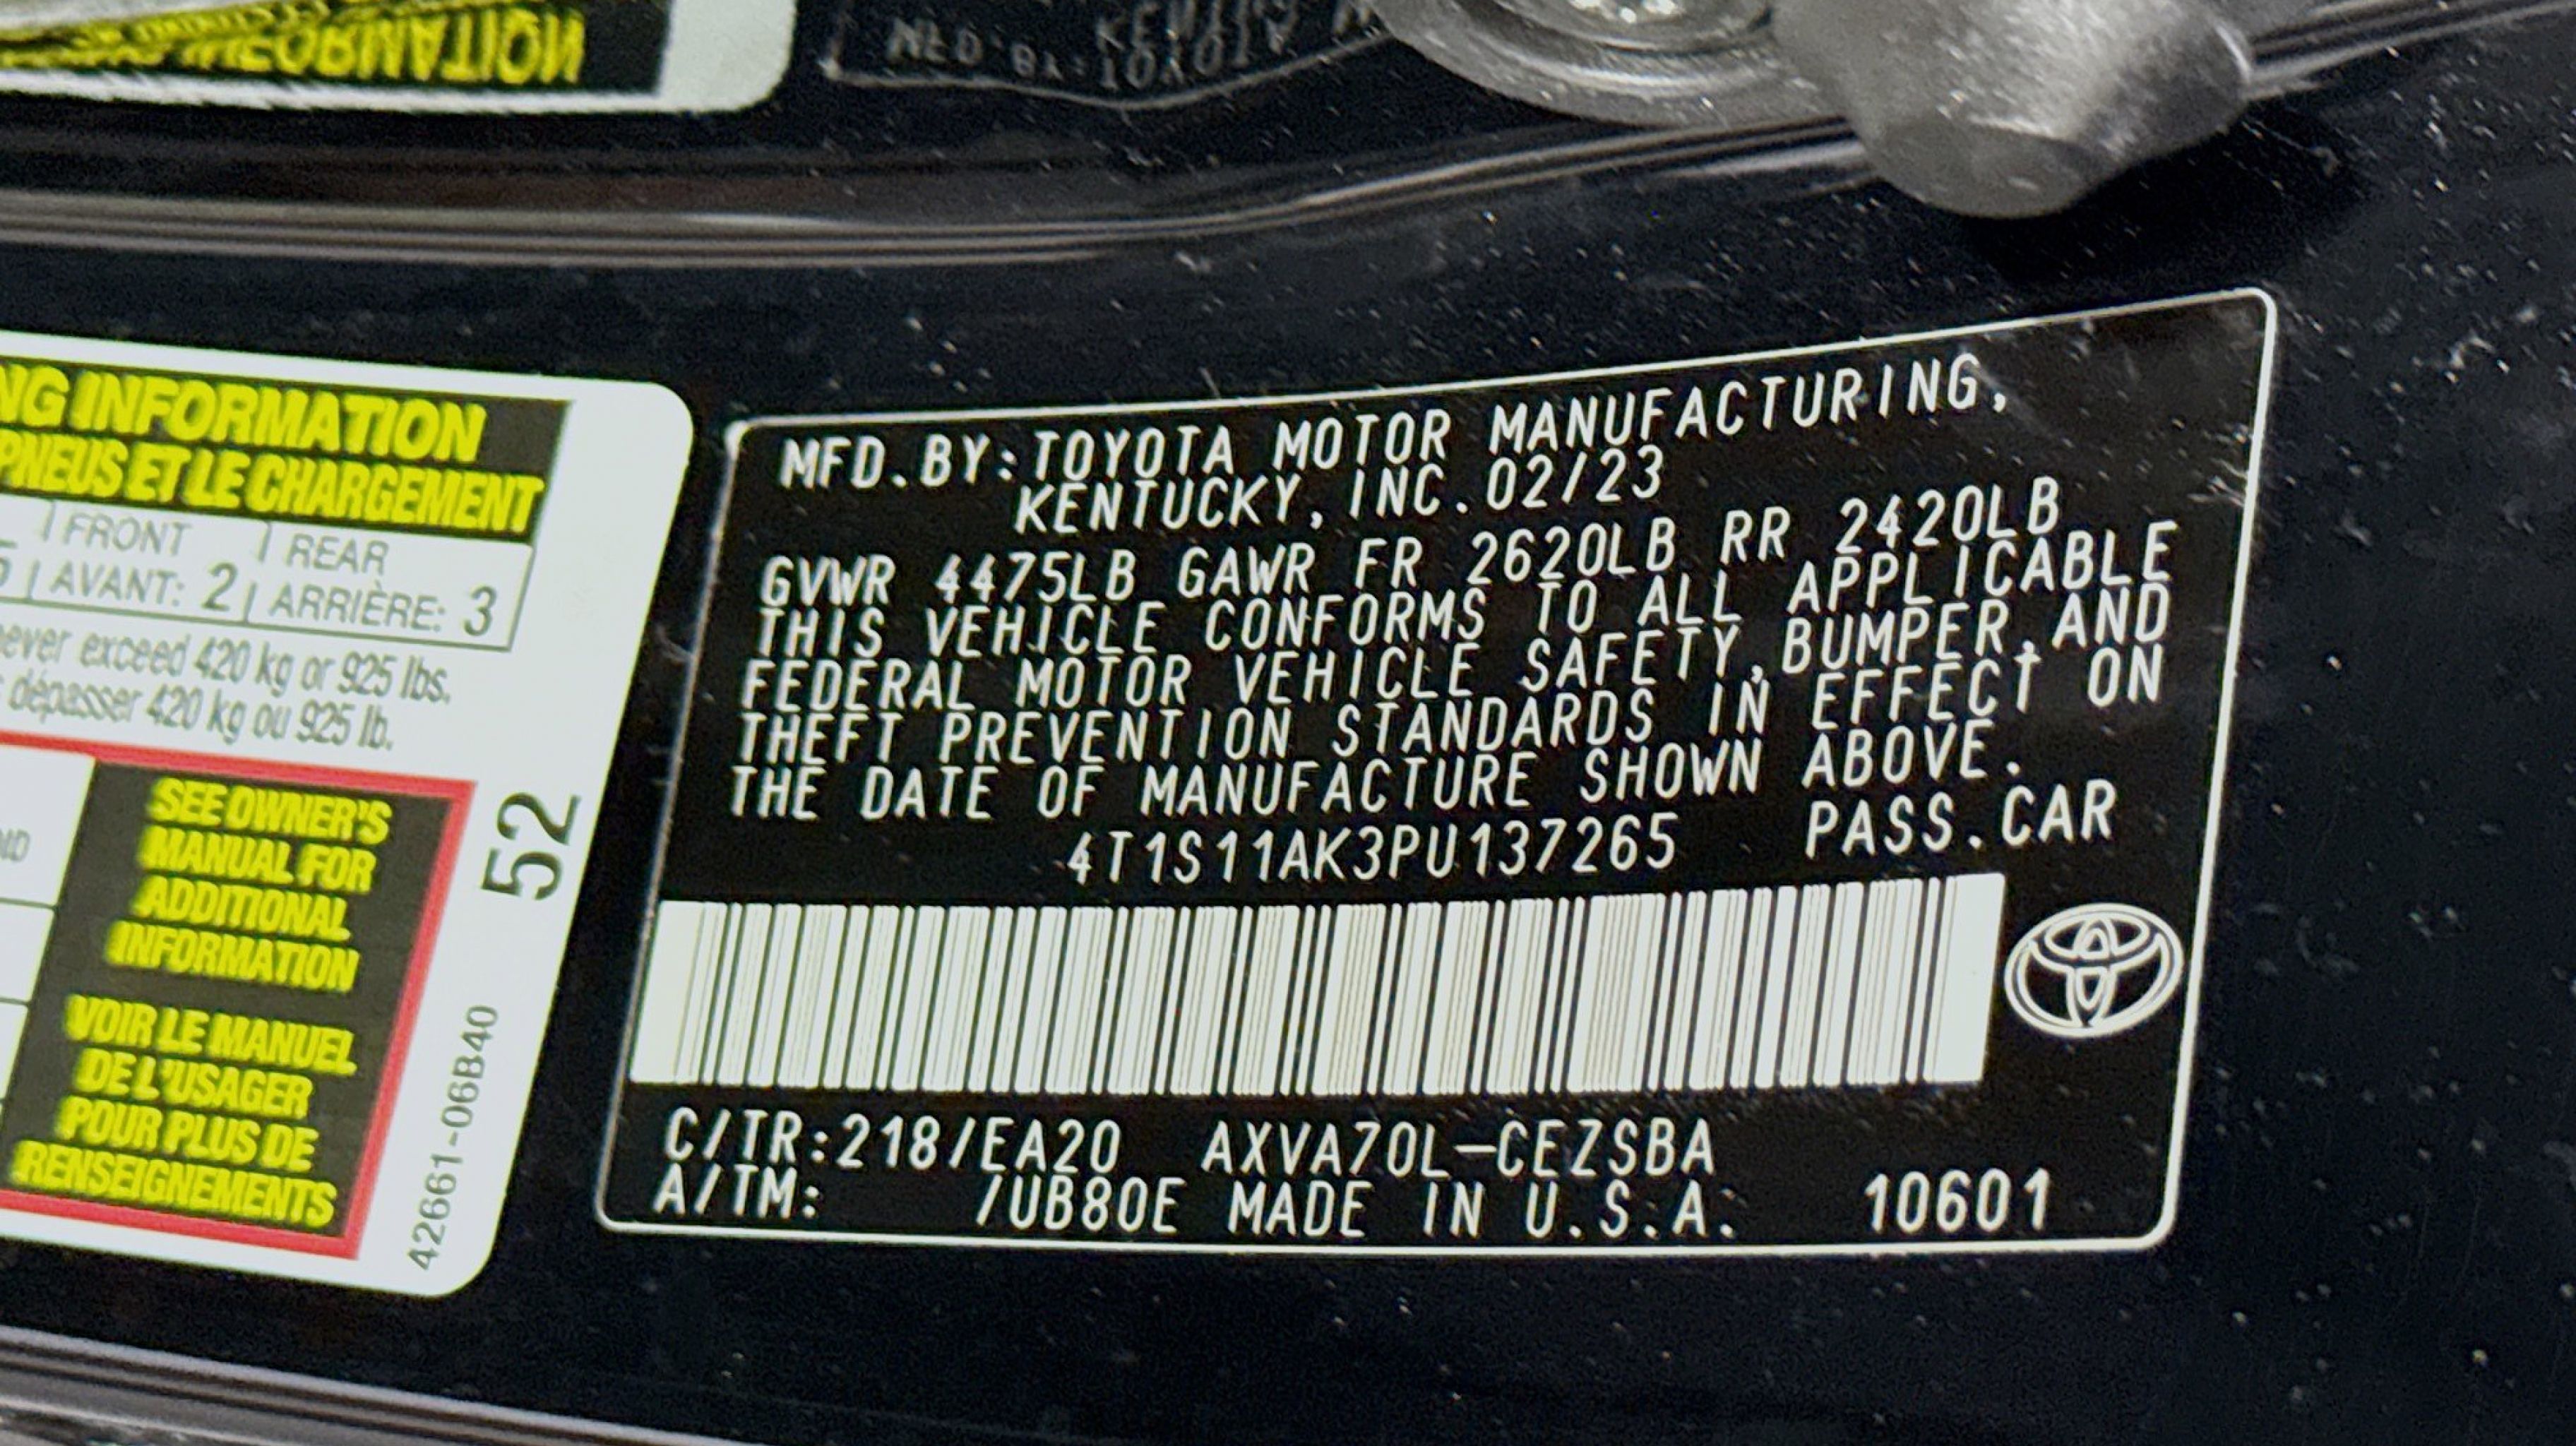 NFORMATION
MFD.BY:TOYOTA
KENTUC
NG INFORMATION
PNEUS ET LE CHARGEMENT
FRONT REAR
5 AVANT: 2 ARRIÈRE: 3
never exceed 420 kg or 925 lbs.
dépasser 420 kg ou 925 lb.
SEE OWNER'S
MANUAL FOR
ADDITIONAL
INFORMATION
VOIR LE MANUEL
DE L'USAGER
POUR PLUS DE
RENSEIGNEMENTS
52
42661-06B40
MFD.BY:TOYOTA MOTOR MANUFACTURING,
KENTUCKY, INC.02/23
GVWR 4475LB GAWR FR 2620LB RR 2420LB
THIS VEHICLE CONFORMS TO ALL APPLICABLE
FEDERAL MOTOR VEHICLE SAFETY,BUMPER,AND
THEFT PREVENTION STANDARDS IN EFFECT ON
THE DATE OF MANUFACTURE SHOWN ABOVE.
4T1S11AK3PU137265 PASS.CAR
C/TR:218/EA20 AXVA70L-CEZSBA
A/TM: /UB80E MADE IN U.S.A. 10601